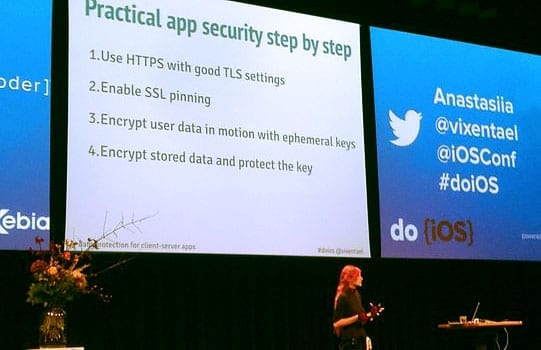 oder]
Xebia
Practical app security step by step
1.Use HTTPS with good TLS settings
2.Enable SSL pinning
3.Encrypt user data in motion with ephemeral keys
4.Encrypt stored data and protect the key
protection for client-server apps
#doios @vixentael
Anastasiia
@vixentael
@iOSConf
#doiOS
do {iOS}
powered